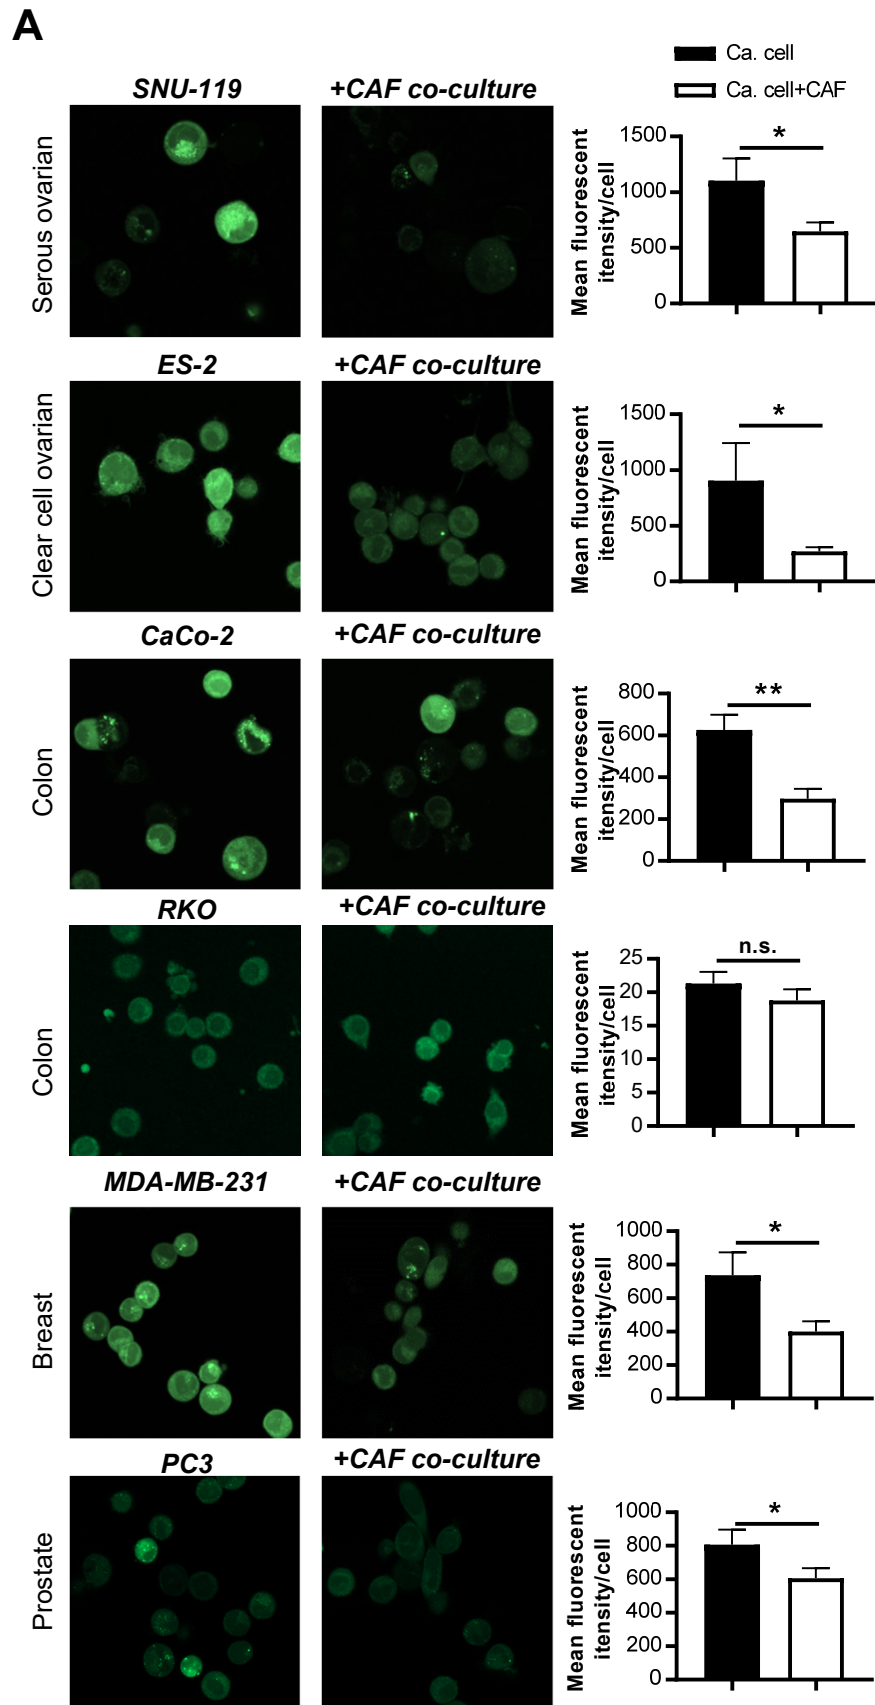 A
Ca. cell
Ca. cell+CAF
SNU-119
+CAF co-culture
Serous ovarian
Mean fluorescent
itensity/cell
1500
1000
500
0
*
ES-2
+CAF co-culture
Clear cell ovarian
Mean fluorescent
itensity/cell
1500
1000
500
0
*
CaCo-2
+CAF co-culture
Colon
Mean fluorescent
itensity/cell
800
600
400
200
0
**
RKO
+CAF co-culture
Colon
Mean fluorescent
itensity/cell
25
20
15
10
5
0
n.s.
MDA-MB-231
+CAF co-culture
Breast
Mean fluorescent
itensity/cell
1000
800
600
400
200
0
*
PC3
+CAF co-culture
Prostate
Mean fluorescent
itensity/cell
1000
800
600
400
200
0
*